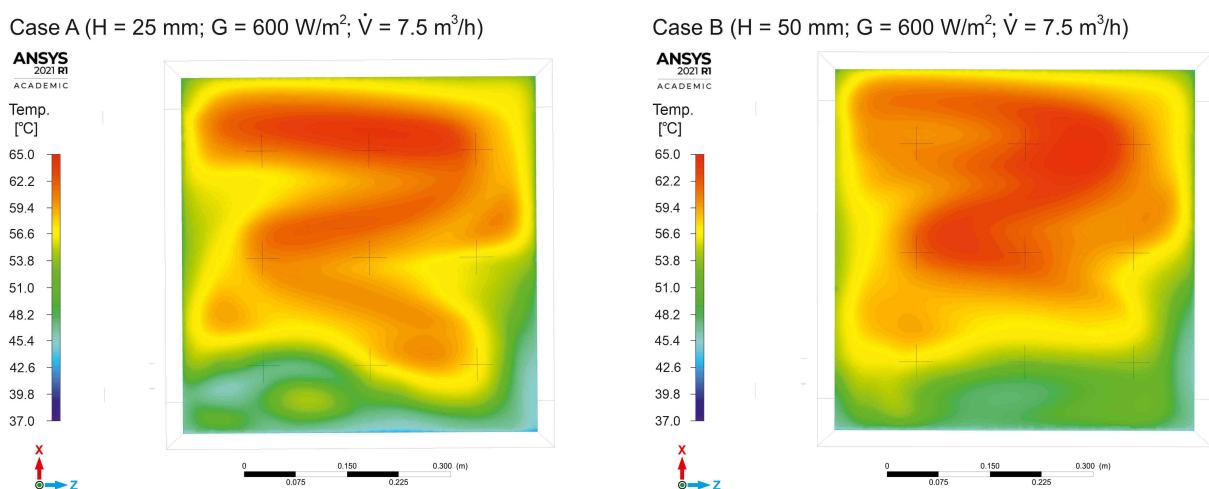 Case A (H = 25 mm; G = 600 W/m²; V̇ = 7.5 m³/h)
ANSYS
2021 R1
ACADEMIC
Temp.
[°C]
65.0
62.2
59.4
56.6
53.8
51.0
48.2
45.4
42.6
39.8
37.0
X
Z
0 0.150 0.300 (m)
0.075 0.225
Case B (H = 50 mm; G = 600 W/m²; V̇ = 7.5 m³/h)
ANSYS
2021 R1
ACADEMIC
Temp.
[°C]
65.0
62.2
59.4
56.6
53.8
51.0
48.2
45.4
42.6
39.8
37.0
X
Z
0 0.150 0.300 (m)
0.075 0.225